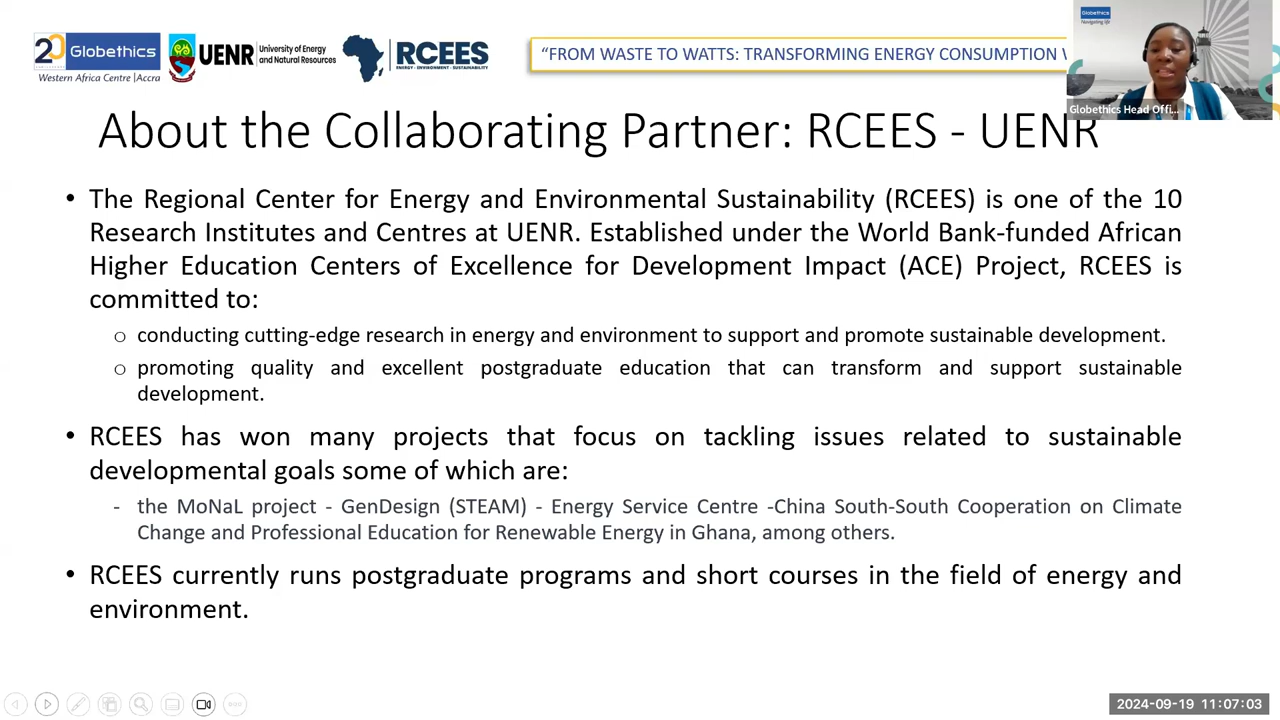 20 Globethics
Western Africa Centre | Accra
UENR
University of Energy
and Natural Resources
RCEES
ENERGY - ENVIRONMENT - SUSTAINABILITY
“FROM WASTE TO WATTS: TRANSFORMING ENERGY CONSUMPTION
Globethics
Navigating life
Globethics Head Offi...
About the Collaborating Partner: RCEES - UENR
• The Regional Center for Energy and Environmental Sustainability (RCEES) is one of the 10
Research Institutes and Centres at UENR. Established under the World Bank-funded African
Higher Education Centers of Excellence for Development Impact (ACE) Project, RCEES is
committed to:
o conducting cutting-edge research in energy and environment to support and promote sustainable development.
o promoting quality and excellent postgraduate education that can transform and support sustainable
development.
• RCEES has won many projects that focus on tackling issues related to sustainable
developmental goals some of which are:
- the MoNaL project - GenDesign (STEAM) - Energy Service Centre -China South-South Cooperation on Climate
Change and Professional Education for Renewable Energy in Ghana, among others.
• RCEES currently runs postgraduate programs and short courses in the field of energy and
environment.
2024-09-19 11:07:03